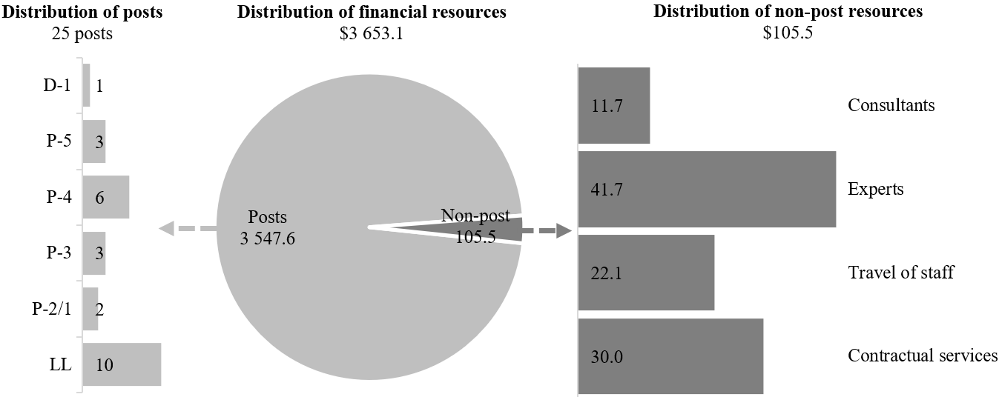 Distribution of posts
25 posts
D-1 1
P-5 3
P-4 6
P-3 3
P-2/1 2
LL 10
Distribution of financial resources
$3 653.1
Posts
3 547.6
Non-post
105.5
Distribution of non-post resources
$105.5
11.7 Consultants
41.7 Experts
22.1 Travel of staff
30.0 Contractual services